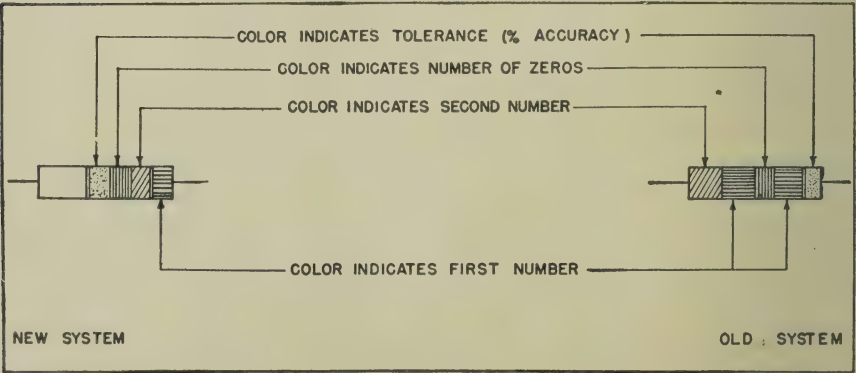 COLOR INDICATES TOLERANCE (% ACCURACY)
COLOR INDICATES NUMBER OF ZEROS
COLOR INDICATES SECOND NUMBER
COLOR INDICATES FIRST NUMBER
NEW SYSTEM
OLD SYSTEM